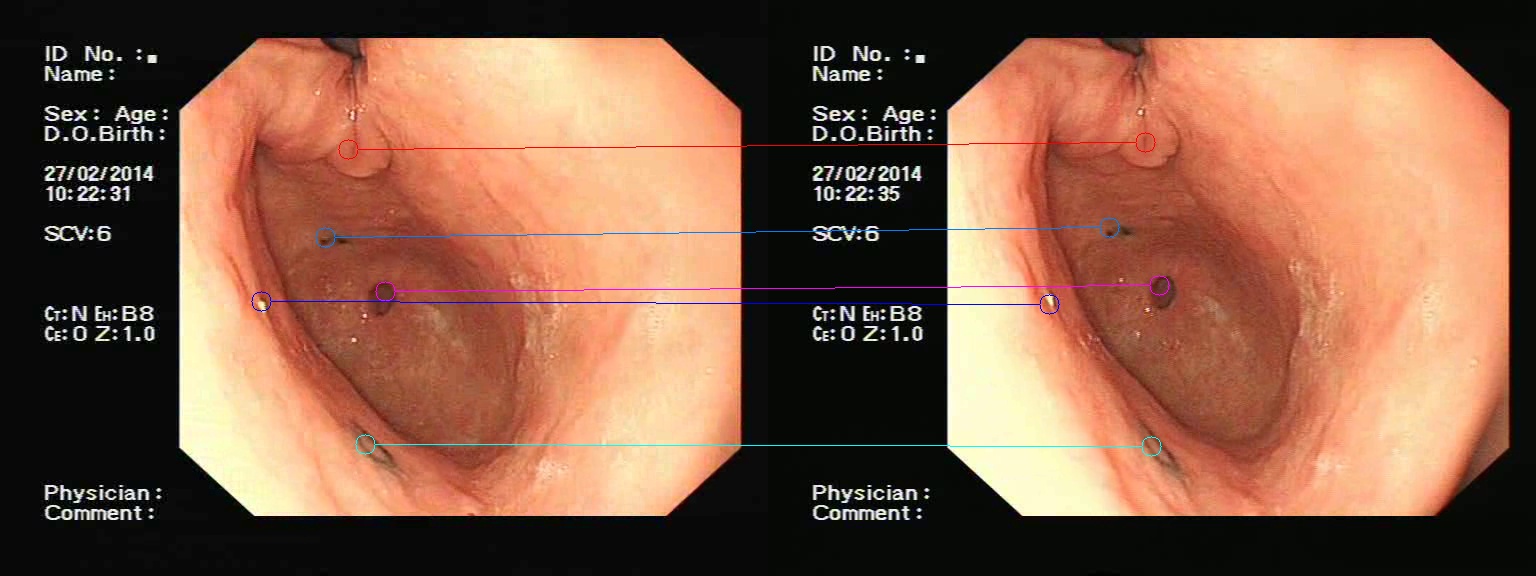 ID No. :
Name:
Sex: Age:
D.O.Birth:
27/02/2014
10:22:31
SCV:6
CT:N EH:B8
CE:0 Z:1.0
Physician:
Comment:
ID No. :
Name:
Sex: Age:
D.O.Birth:
27/02/2014
10:22:35
SCV:6
CT:N EH:B8
CE:0 Z:1.0
Physician:
Comment: